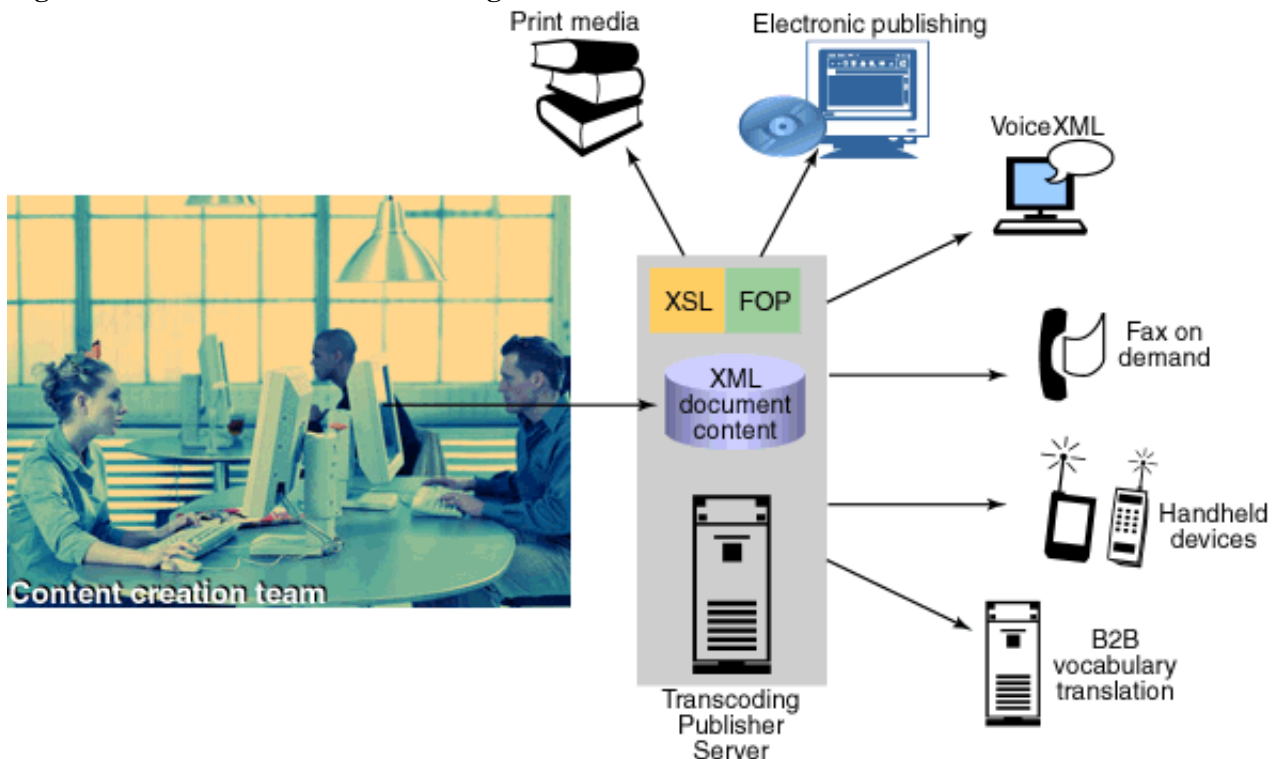 Print media
Electronic publishing
VoiceXML
XSL FOP
Fax on
demand
XML
document
content
Handheld
devices
Content creation team
B2B
vocabulary
translation
Transcoding
Publisher
Server